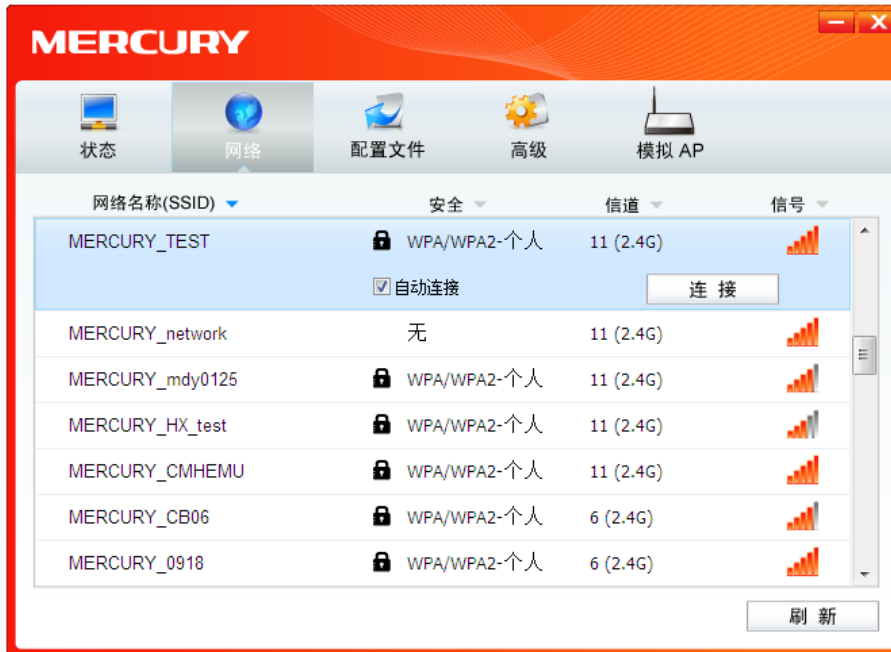 MERCURY
状态 网络 配置文件 高级 模拟 AP
网络名称(SSID) 安全 信道 信号
MERCURY_TEST WPA/WPA2-个人 11 (2.4G)
自动连接 连 接
MERCURY_network 无 11 (2.4G)
MERCURY_mdy0125 WPA/WPA2-个人 11 (2.4G)
MERCURY_HX_test WPA/WPA2-个人 11 (2.4G)
MERCURY_CMHEMU WPA/WPA2-个人 11 (2.4G)
MERCURY_CB06 WPA/WPA2-个人 6 (2.4G)
MERCURY_0918 WPA/WPA2-个人 6 (2.4G)
刷 新